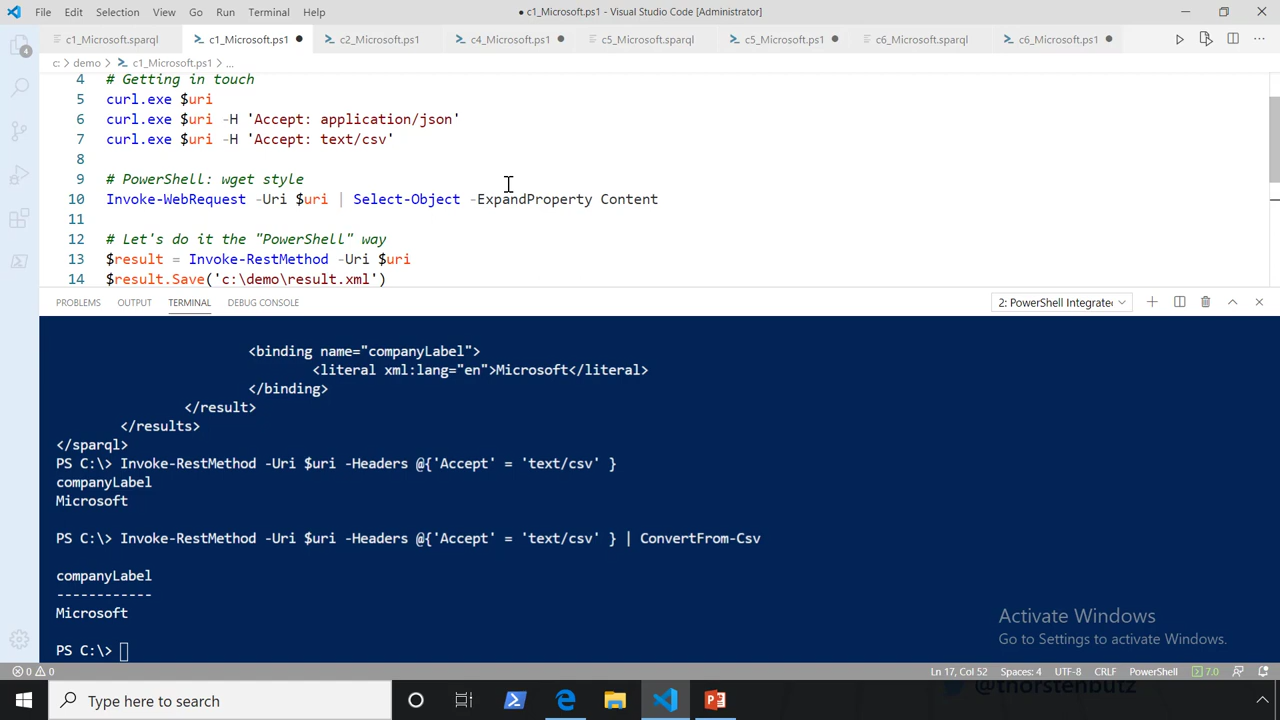 File Edit Selection View Go Run Terminal Help
● c1_Microsoft.ps1 - Visual Studio Code [Administrator]
c1_Microsoft.sparql c1_Microsoft.ps1 ● c2_Microsoft.ps1 c4_Microsoft.ps1 ● c5_Microsoft.sparql c5_Microsoft.ps1 ● c6_Microsoft.sparql c6_Microsoft.ps1 ●
4
c: > demo > c1_Microsoft.ps1 > ...
4 # Getting in touch
5 curl.exe $uri
6 curl.exe $uri -H 'Accept: application/json'
7 curl.exe $uri -H 'Accept: text/csv'
8
9 # PowerShell: wget style
10 Invoke-WebRequest -Uri $uri | Select-Object -ExpandProperty Content
11
12 # Let's do it the "PowerShell" way
13 $result = Invoke-RestMethod -Uri $uri
14 $result.Save('c:\demo\result.xml')
PROBLEMS OUTPUT TERMINAL DEBUG CONSOLE
2: PowerShell Integrate
<binding name="companyLabel">
<literal xml:lang="en">Microsoft</literal>
</binding>
</result>
</results>
</sparql>
PS C:\> Invoke-RestMethod -Uri $uri -Headers @{'Accept' = 'text/csv' }
companyLabel
Microsoft
PS C:\> Invoke-RestMethod -Uri $uri -Headers @{'Accept' = 'text/csv' } | ConvertFrom-Csv
companyLabel
------------
Microsoft
PS C:\>
Activate Windows
Go to Settings to activate Windows.
0 0
Ln 17, Col 52 Spaces: 4 UTF-8 CRLF PowerShell 7.0
@thorstenbutz
Type here to search